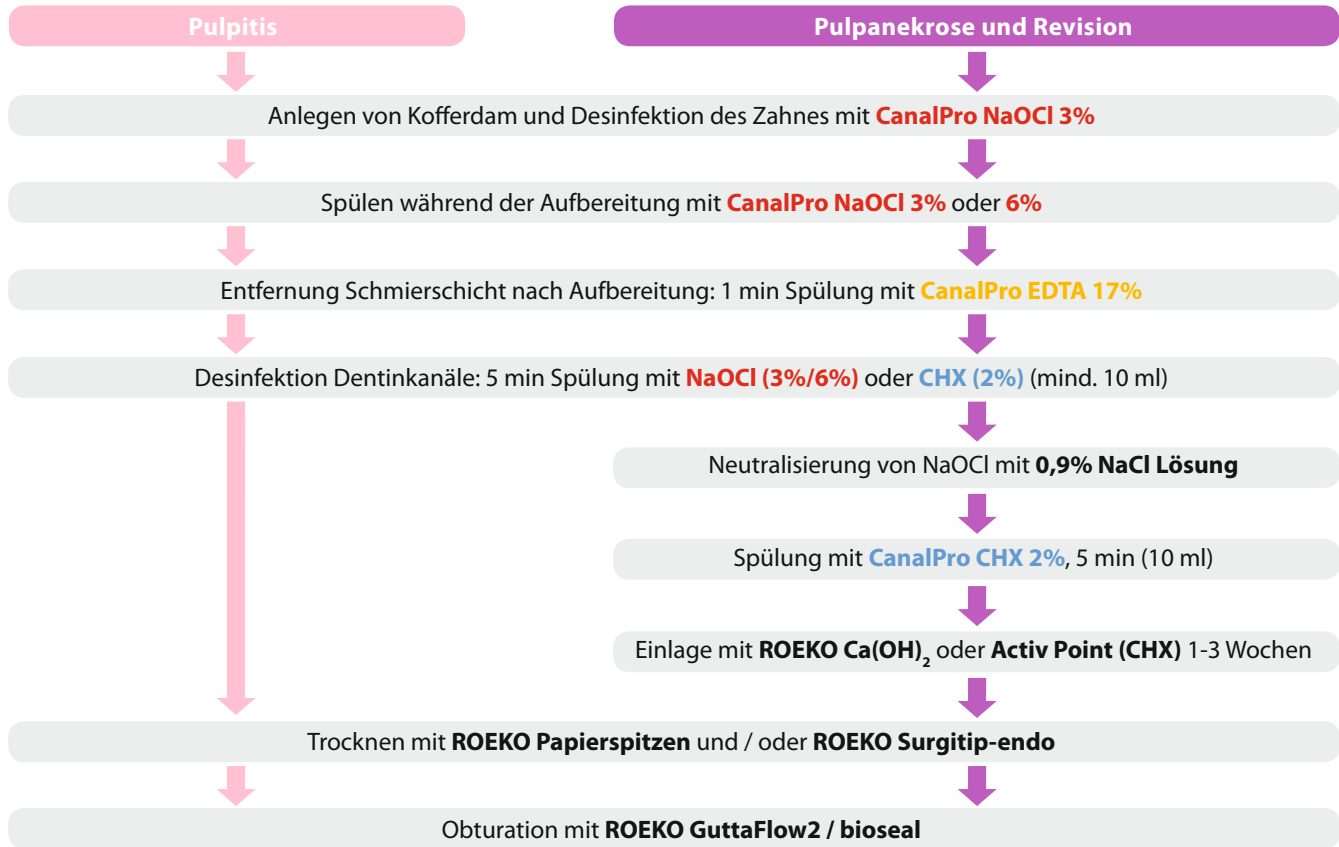 Pulpitis
Pulpanekrose und Revision
Anlegen von Kofferdam und Desinfektion des Zahnes mit CanalPro NaOCl 3%
Spülen während der Aufbereitung mit CanalPro NaOCl 3% oder 6%
Entfernung Schmierschicht nach Aufbereitung: 1 min Spülung mit CanalPro EDTA 17%
Desinfektion Dentinkanäle: 5 min Spülung mit NaOCl (3%/6%) oder CHX (2%) (mind. 10 ml)
Neutralisierung von NaOCl mit 0,9% NaCl Lösung
Spülung mit CanalPro CHX 2%, 5 min (10 ml)
Einlage mit ROEKO Ca(OH)₂ oder Activ Point (CHX) 1-3 Wochen
Trocknen mit ROEKO Papierspitzen und / oder ROEKO Surgitip-endo
Obturation mit ROEKO GuttaFlow2 / bioseal